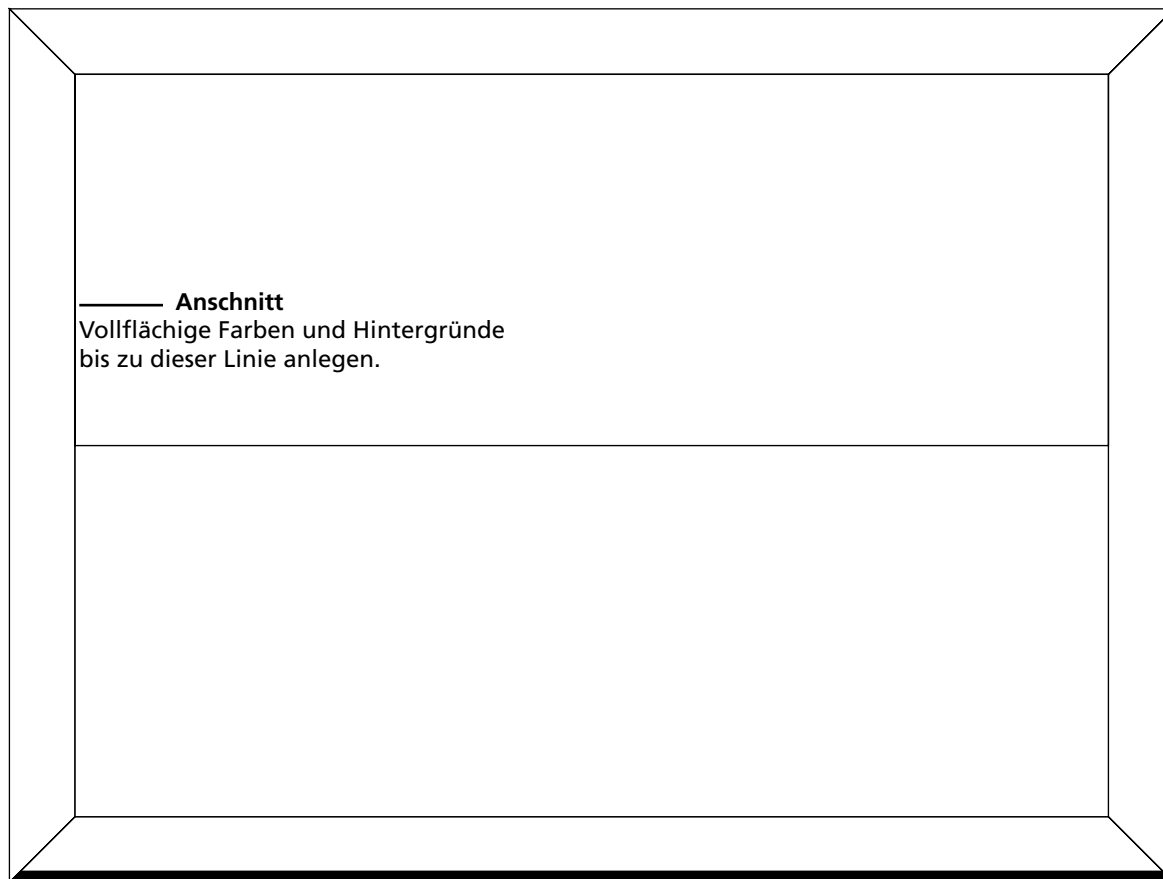 Anschnitt
Vollflächige Farben und Hintergründe
bis zu dieser Linie anlegen.